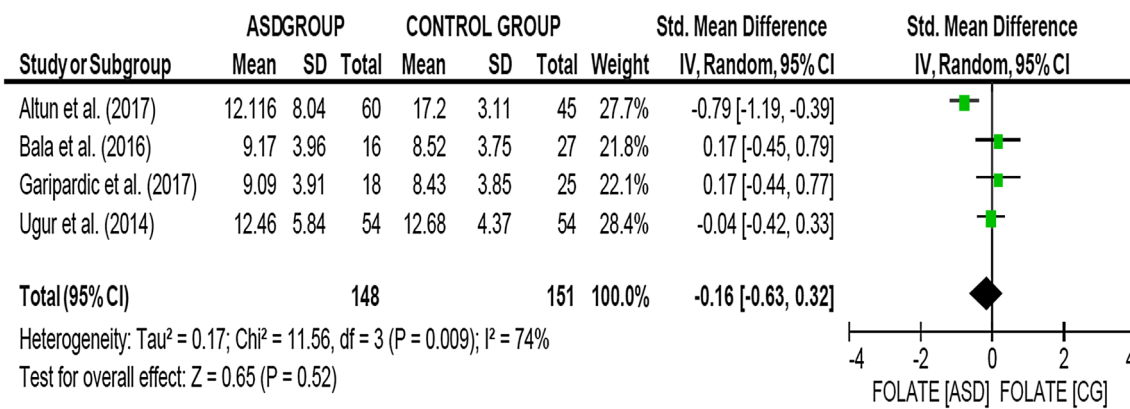 ASDGROUP CONTROL GROUP Std. Mean Difference Std. Mean Difference
Study or Subgroup Mean SD Total Mean SD Total Weight IV, Random, 95% CI IV, Random, 95% CI
Altun et al. (2017) 12.116 8.04 60 17.2 3.11 45 27.7% -0.79 [-1.19, -0.39]
Bala et al. (2016) 9.17 3.96 16 8.52 3.75 27 21.8% 0.17 [-0.45, 0.79]
Garipardic et al. (2017) 9.09 3.91 18 8.43 3.85 25 22.1% 0.17 [-0.44, 0.77]
Ugur et al. (2014) 12.46 5.84 54 12.68 4.37 54 28.4% -0.04 [-0.42, 0.33]
Total (95% CI) 148 151 100.0% -0.16 [-0.63, 0.32]
Heterogeneity: Tau² = 0.17; Chi² = 11.56, df = 3 (P = 0.009); I² = 74%
Test for overall effect: Z = 0.65 (P = 0.52)
-4 -2 0 2 4
FOLATE [ASD] FOLATE [CG]